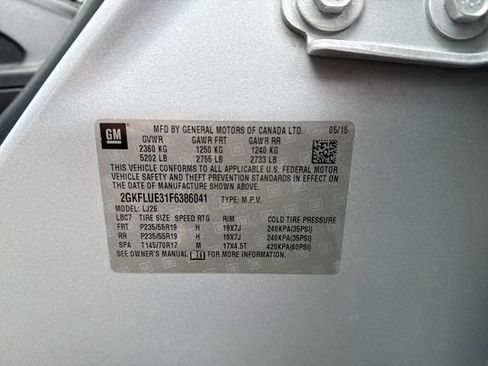 GM
MFD BY GENERAL MOTORS OF CANADA LTD. 05/15
GVWR GAWR FRT GAWR RR
2360 KG 1250 KG 1240 KG
5202 LB 2755 LB 2733 LB
THIS VEHICLE CONFORMS TO ALL APPLICABLE U.S. FEDERAL MOTOR
VEHICLE SAFETY AND THEFT PREVENTION STANDARDS IN EFFECT ON THE
DATE OF MANUFACTURE SHOWN ABOVE.
2GKFLUE31F6386041 TYPE: M.P.V.
MODEL: LJ26
LBC7 TIRE SIZE SPEED RTG RIM COLD TIRE PRESSURE
FRT P235/55R19 H 19X7J 240KPA(35PSI)
RR P235/55R19 H 19X7J 240KPA(35PSI)
SPA T145/70R17 M 17X4.5T 420KPA(60PSI)
SEE OWNER'S MANUAL FOR MORE INFORMATION.